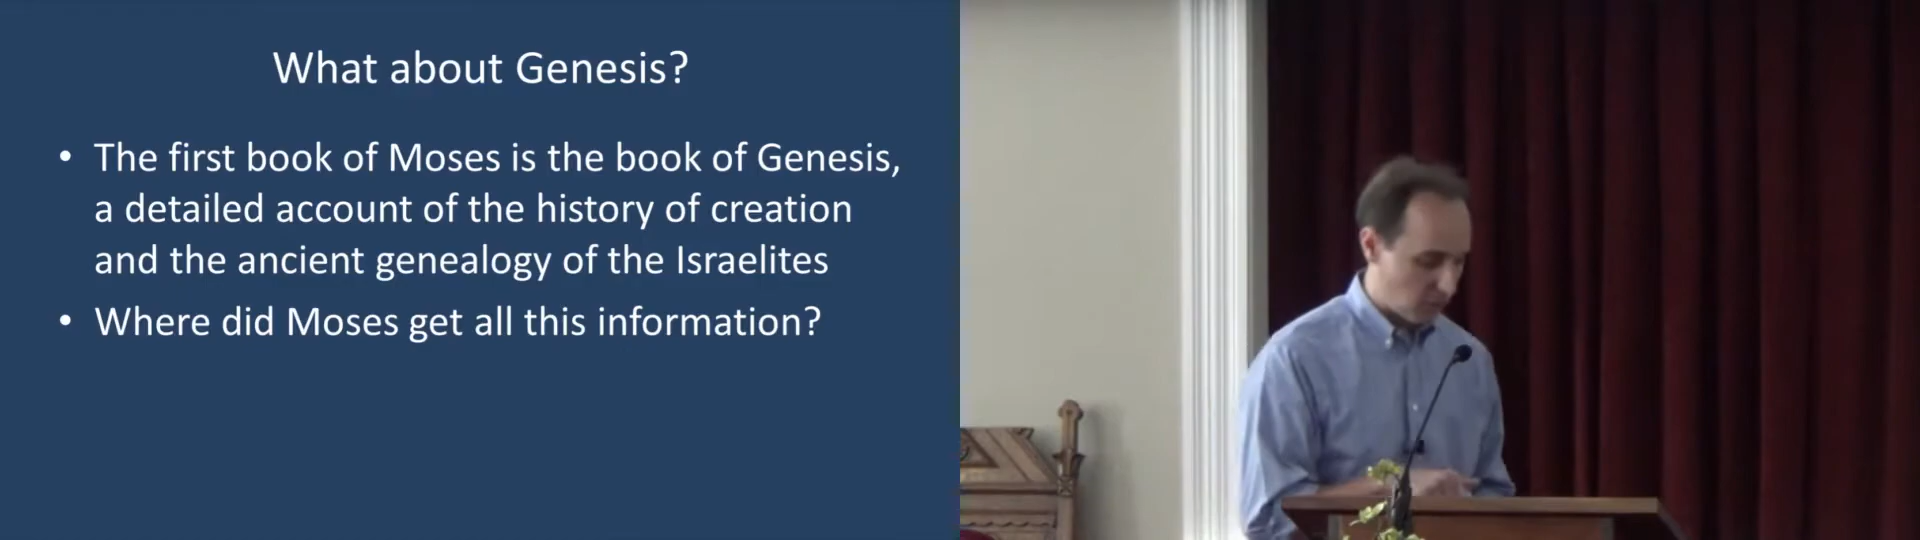 What about Genesis?
• The first book of Moses is the book of Genesis,
a detailed account of the history of creation
and the ancient genealogy of the Israelites
• Where did Moses get all this information?